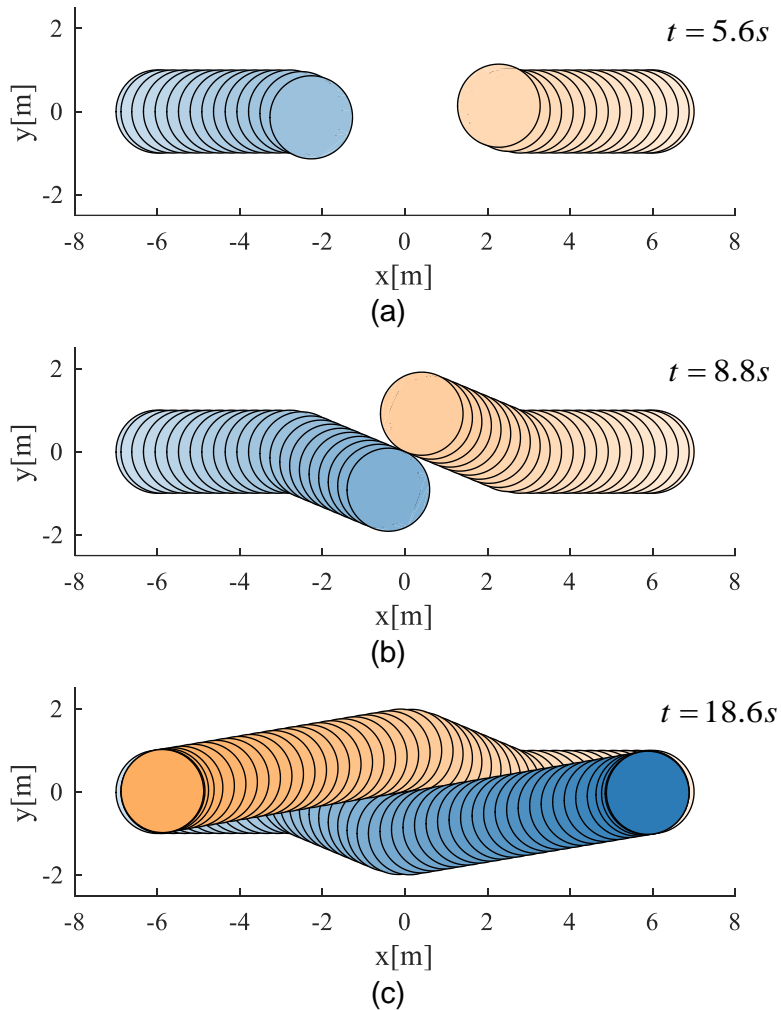 t = 5.6s
2
0
-2
y[m]
-8 -6 -4 -2 0 2 4 6 8
x[m]
(a)
t = 8.8s
2
0
-2
y[m]
-8 -6 -4 -2 0 2 4 6 8
x[m]
(b)
t = 18.6s
2
0
-2
y[m]
-8 -6 -4 -2 0 2 4 6 8
x[m]
(c)